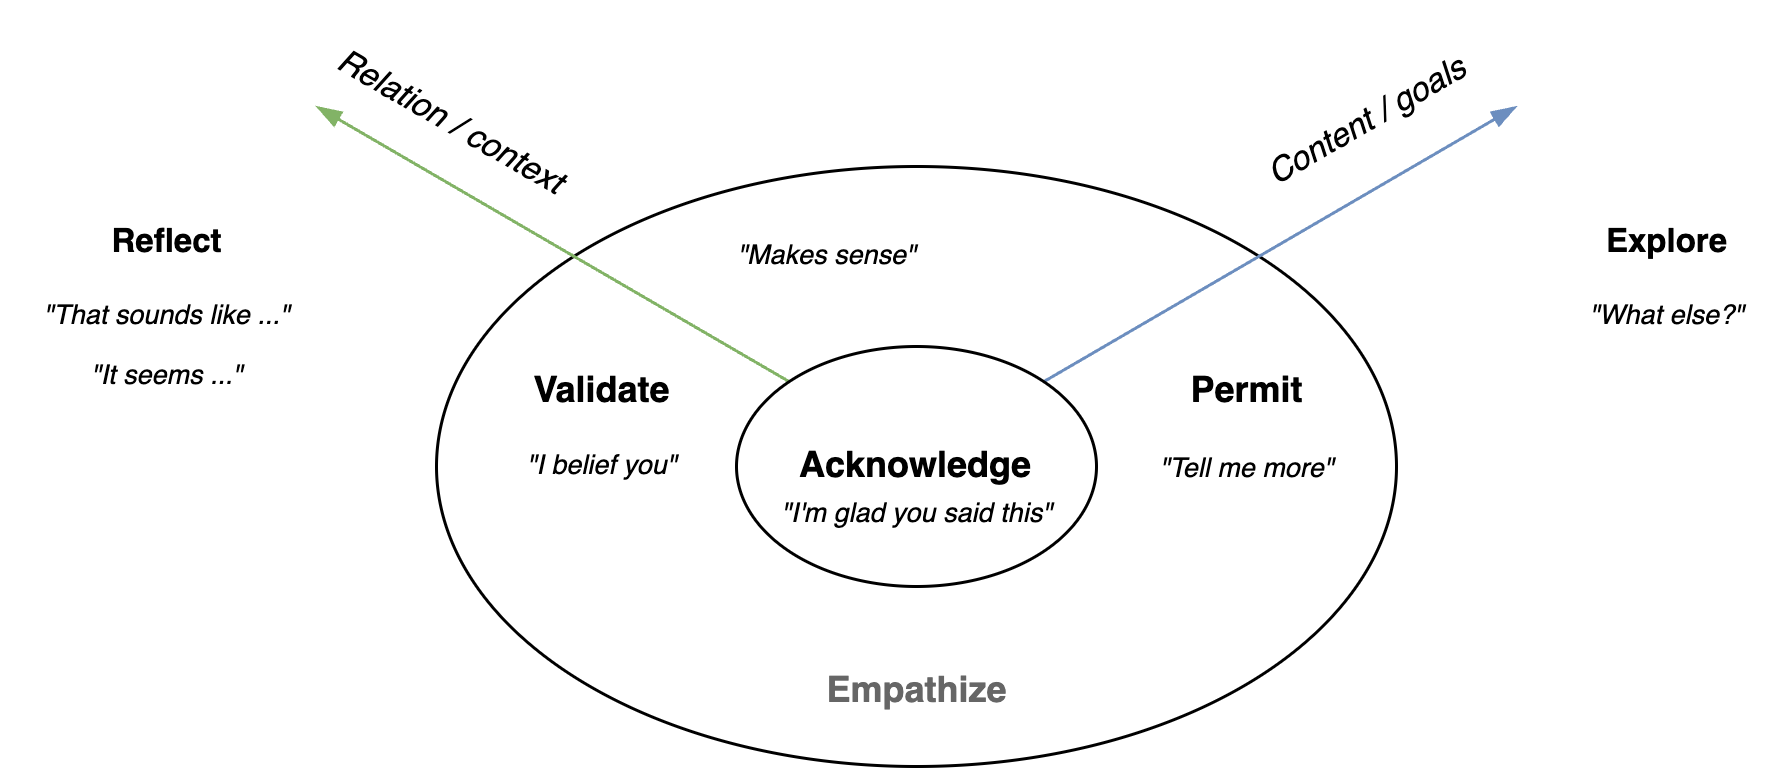 Relation / context
Content / goals
Reflect
"That sounds like ..."
"It seems ..."
"Makes sense"
Explore
"What else?"
Validate
"I belief you"
Acknowledge
"I'm glad you said this"
Permit
"Tell me more"
Empathize